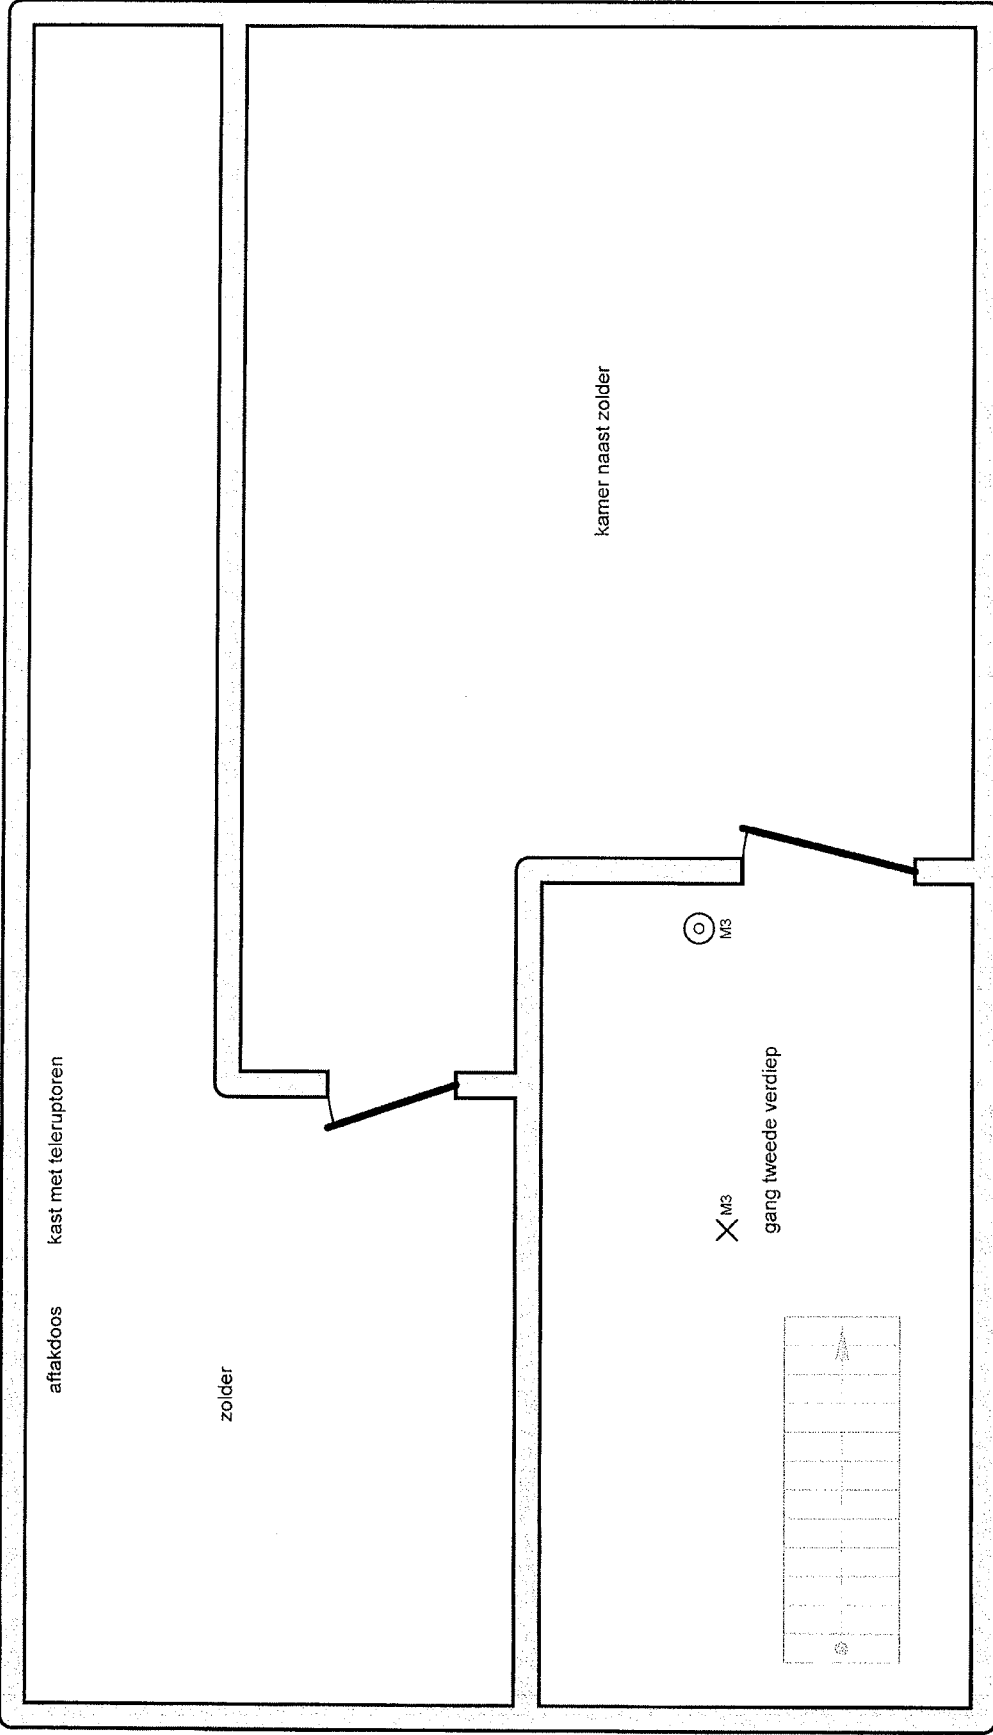 aftakdoos
kast met teleruptoren
zolder
kamer naast zolder
M3
M3
gang tweede verdiep